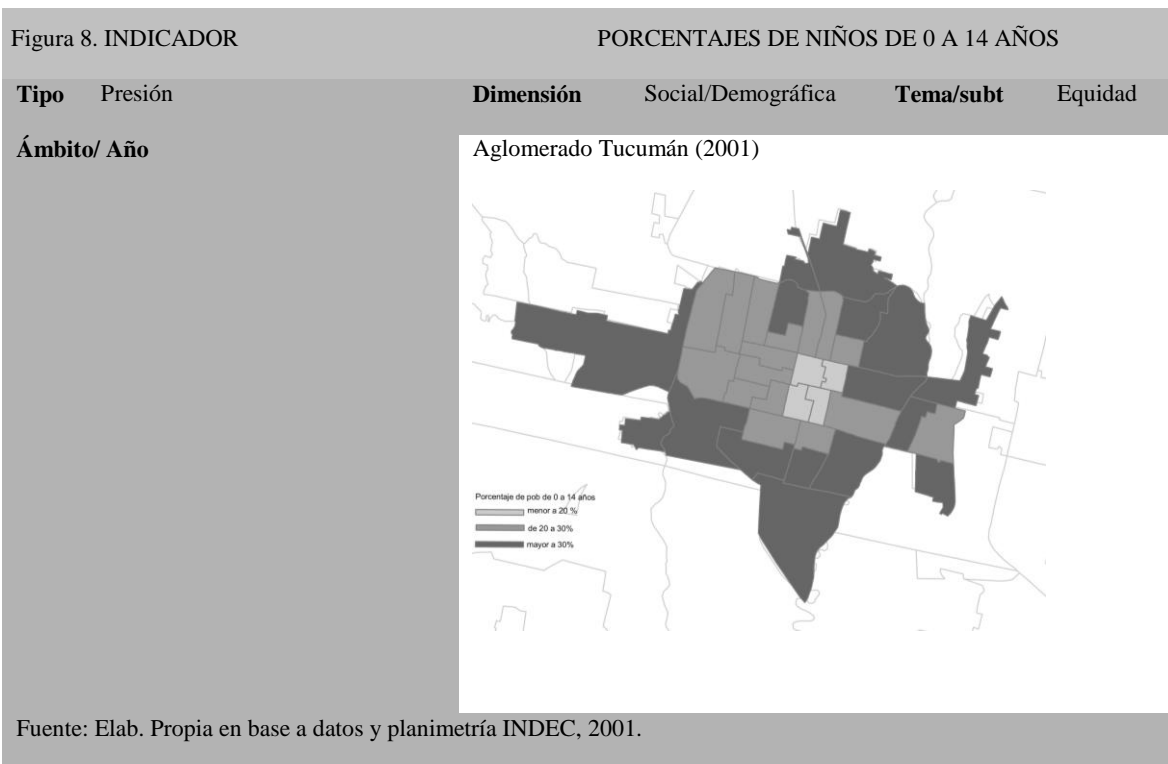 Figura 8. INDICADOR PORCENTAJES DE NIÑOS DE 0 A 14 AÑOS
Tipo Presión Dimensión Social/Demográfica Tema/subt Equidad
Ámbito/ Año Aglomerado Tucumán (2001)
Porcentaje de pob de 0 a 14 años
menor a 20 %
de 20 a 30%
mayor a 30%
Fuente: Elab. Propia en base a datos y planimetría INDEC, 2001.